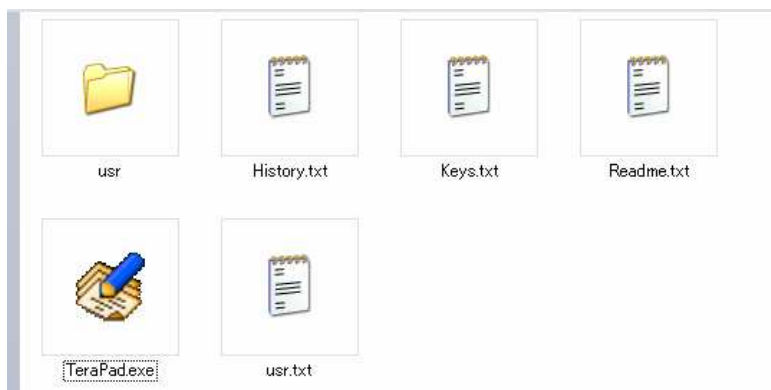 usr
History.txt
Keys.txt
Readme.txt
TeraPad.exe
usr.txt